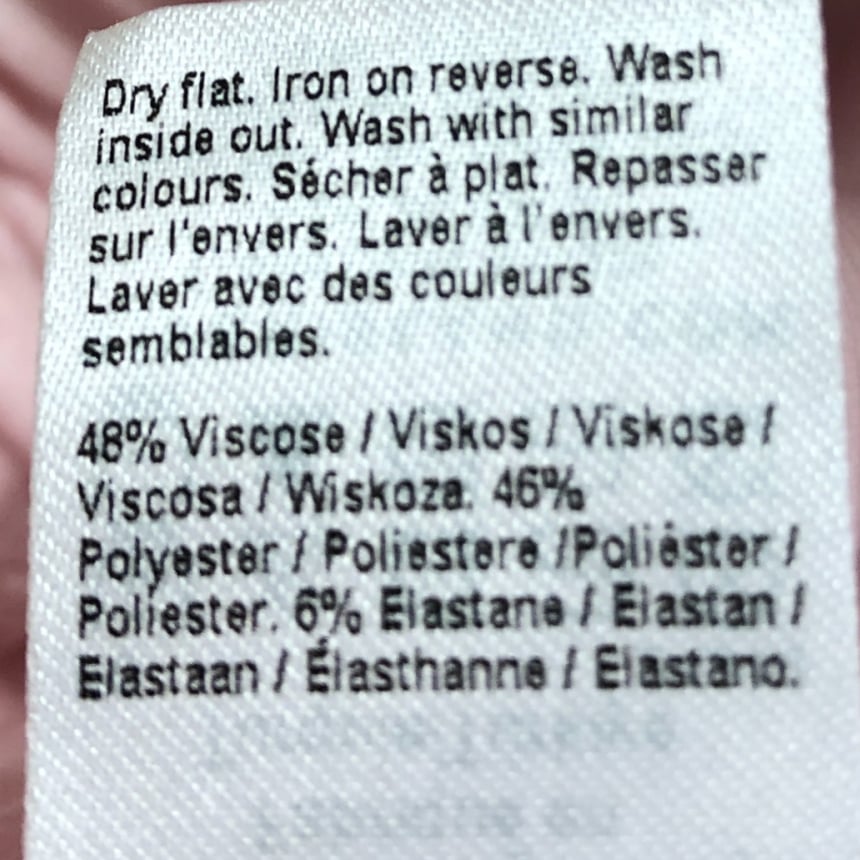 Dry flat. Iron on reverse. Wash
inside out. Wash with similar
colours. Sécher à plat. Repasser
sur l'envers. Laver à l'envers.
Laver avec des couleurs
semblables.
48% Viscose / Viskos / Viskose /
Viscosa / Wiskoza. 46%
Polyester / Poliestere /Poliéster /
Poliester. 6% Elastane / Elastan /
Elastaan / Élasthanne / Elastano.